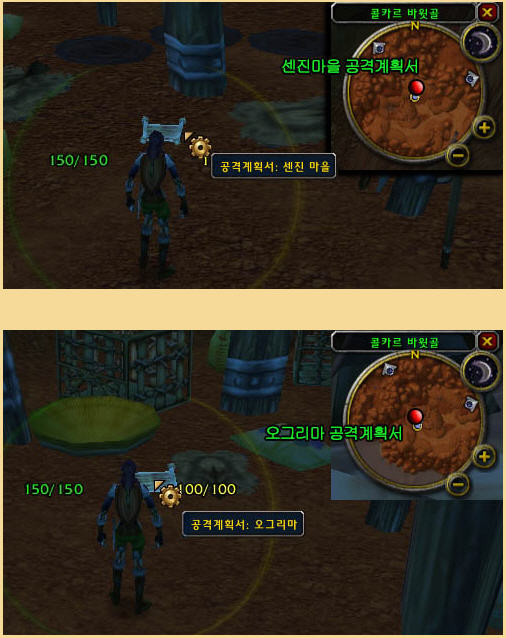 콜카르 바윗골
N
센진마을 공격계획서
150/150
1
공격계획서: 센진 마을
콜카르 바윗골
N
오그리마 공격계획서
150/150
100/100
공격계획서: 오그리마